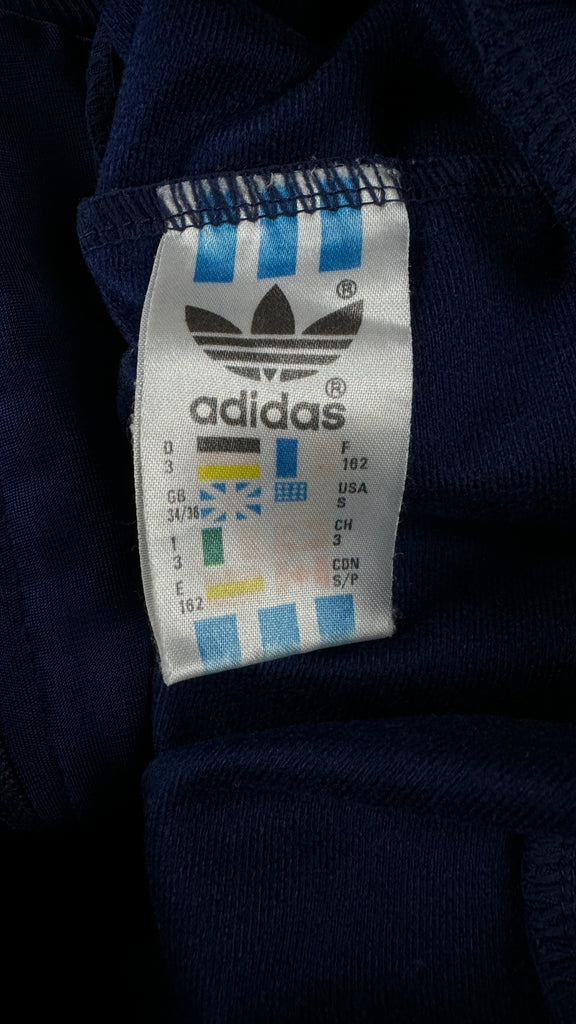 ®
adidas®
D
3
F
162
GB
34/36
USA
S
I
3
CH
3
E
162
CDN
S/P